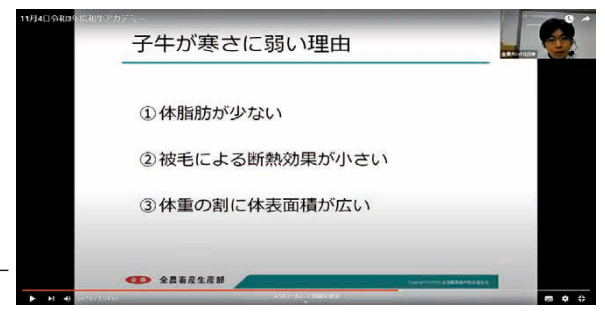 11月4日令和3年度和牛アカデミー
子牛が寒さに弱い理由
①体脂肪が少ない
②被毛による断熱効果が小さい
③体重の割に体表面積が広い
全農畜産生産部